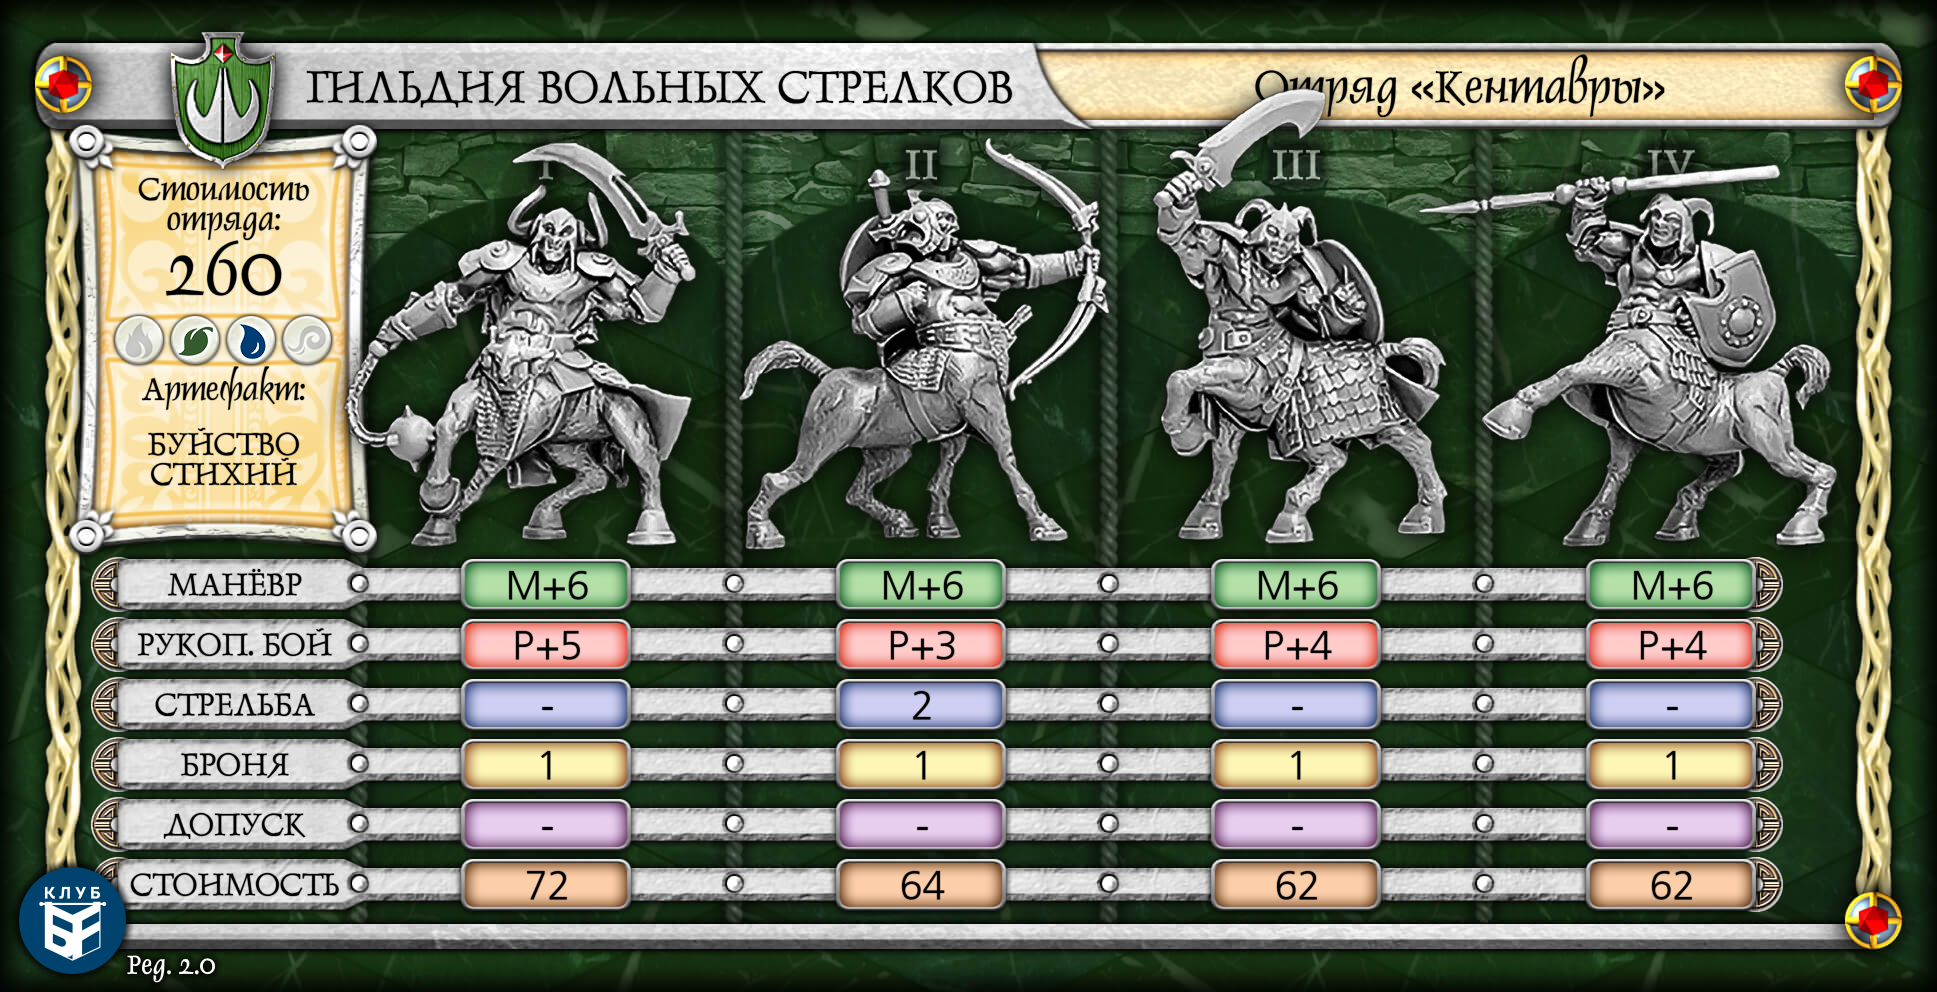 ГИЛЬДИЯ ВОЛЬНЫХ СТРЕЛКОВ
Отряд «Кентавры»
Стоимость
отряда:
260
Артефакт:
БУЙСТВО
СТИХИЙ
I II III IV
МАНЁВР M+6 M+6 M+6 M+6
РУКОП. БОЙ P+5 P+3 P+4 P+4
СТРЕЛЬБА - 2 - -
БРОНЯ 1 1 1 1
ДОПУСК - - - -
СТОИМОСТЬ 72 64 62 62
КЛУБ
Ред. 2.0